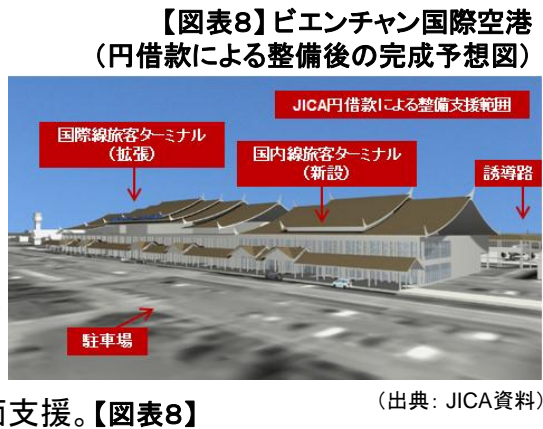 【図表8】ビエンチャン国際空港
（円借款による整備後の完成予想図）
JICA円借款による整備支援範囲
国際線旅客ターミナル
（拡張）
国内線旅客ターミナル
（新設）
誘導路
駐車場
（出典： JICA資料）
面支援。【図表8】